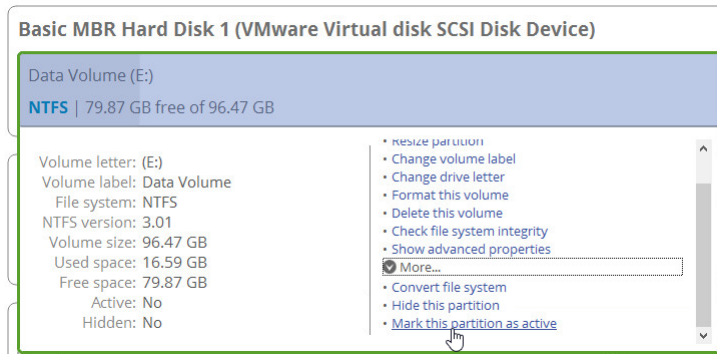 Basic MBR Hard Disk 1 (VMware Virtual disk SCSI Disk Device)
Data Volume (E:)
NTFS | 79.87 GB free of 96.47 GB
Volume letter: (E:)
Volume label: Data Volume
File system: NTFS
NTFS version: 3.01
Volume size: 96.47 GB
Used space: 16.59 GB
Free space: 79.87 GB
Active: No
Hidden: No
• Resize partition
• Change volume label
• Change drive letter
• Format this volume
• Delete this volume
• Check file system integrity
• Show advanced properties
More...
• Convert file system
• Hide this partition
• Mark this partition as active